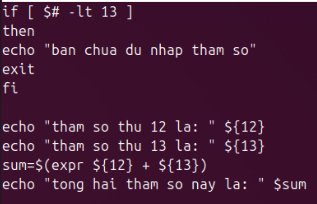 if [ $# -lt 13 ]
then
echo "ban chua du nhap tham so"
exit
fi
echo "tham so thu 12 la: " ${12}
echo "tham so thu 13 la: " ${13}
sum=$(expr ${12} + ${13})
echo "tong hai tham so nay la: " $sum